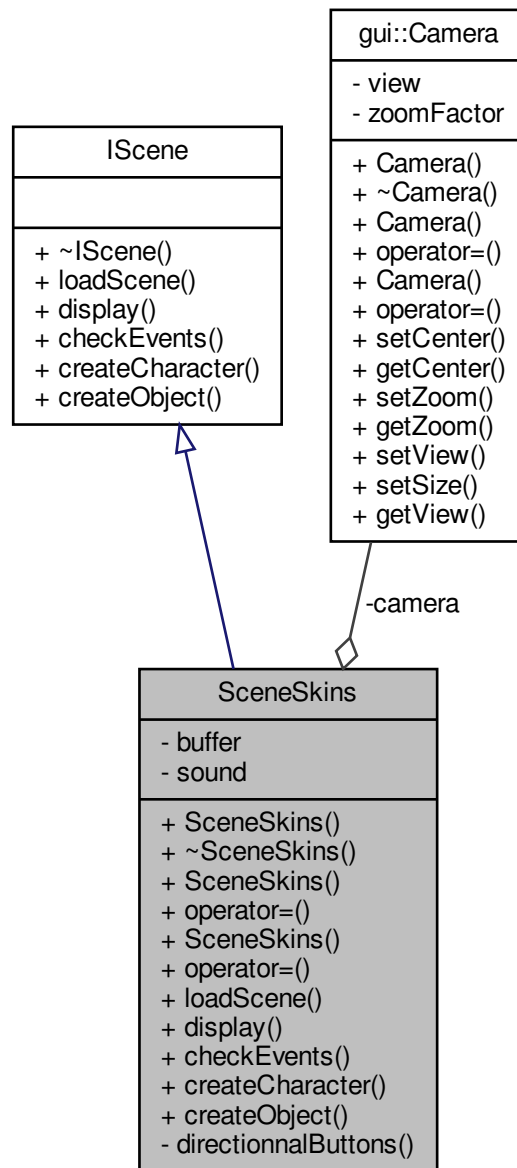 gui::Camera
- view
- zoomFactor
+ Camera()
+ ~Camera()
+ Camera()
+ operator=()
+ Camera()
+ operator=()
+ setCenter()
+ getCenter()
+ setZoom()
+ getZoom()
+ setView()
+ setSize()
+ getView()
IScene
+ ~IScene()
+ loadScene()
+ display()
+ checkEvents()
+ createCharacter()
+ createObject()
-camera
SceneSkins
- buffer
- sound
+ SceneSkins()
+ ~SceneSkins()
+ SceneSkins()
+ operator=()
+ SceneSkins()
+ operator=()
+ loadScene()
+ display()
+ checkEvents()
+ createCharacter()
+ createObject()
- directionnalButtons()